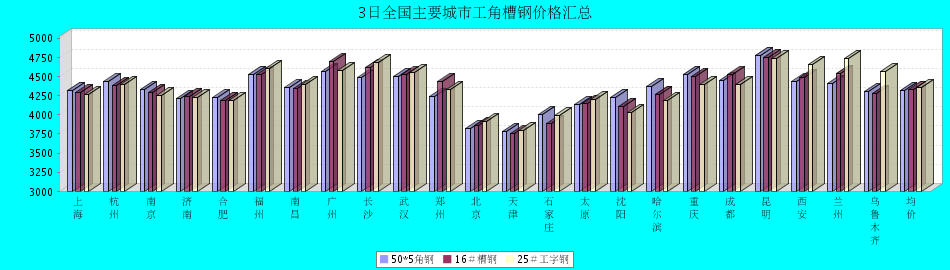 3日全国主要城市工角槽钢价格汇总
5000
4750
4500
4250
4000
3750
3500
3250
3000
上海
杭州
南京
济南
合肥
福州
南昌
广州
长沙
武汉
郑州
北京
天津
石家庄
太原
沈阳
哈尔滨
重庆
成都
昆明
西安
兰州
乌鲁木齐
均价
50*5角钢
16#槽钢
25#工字钢